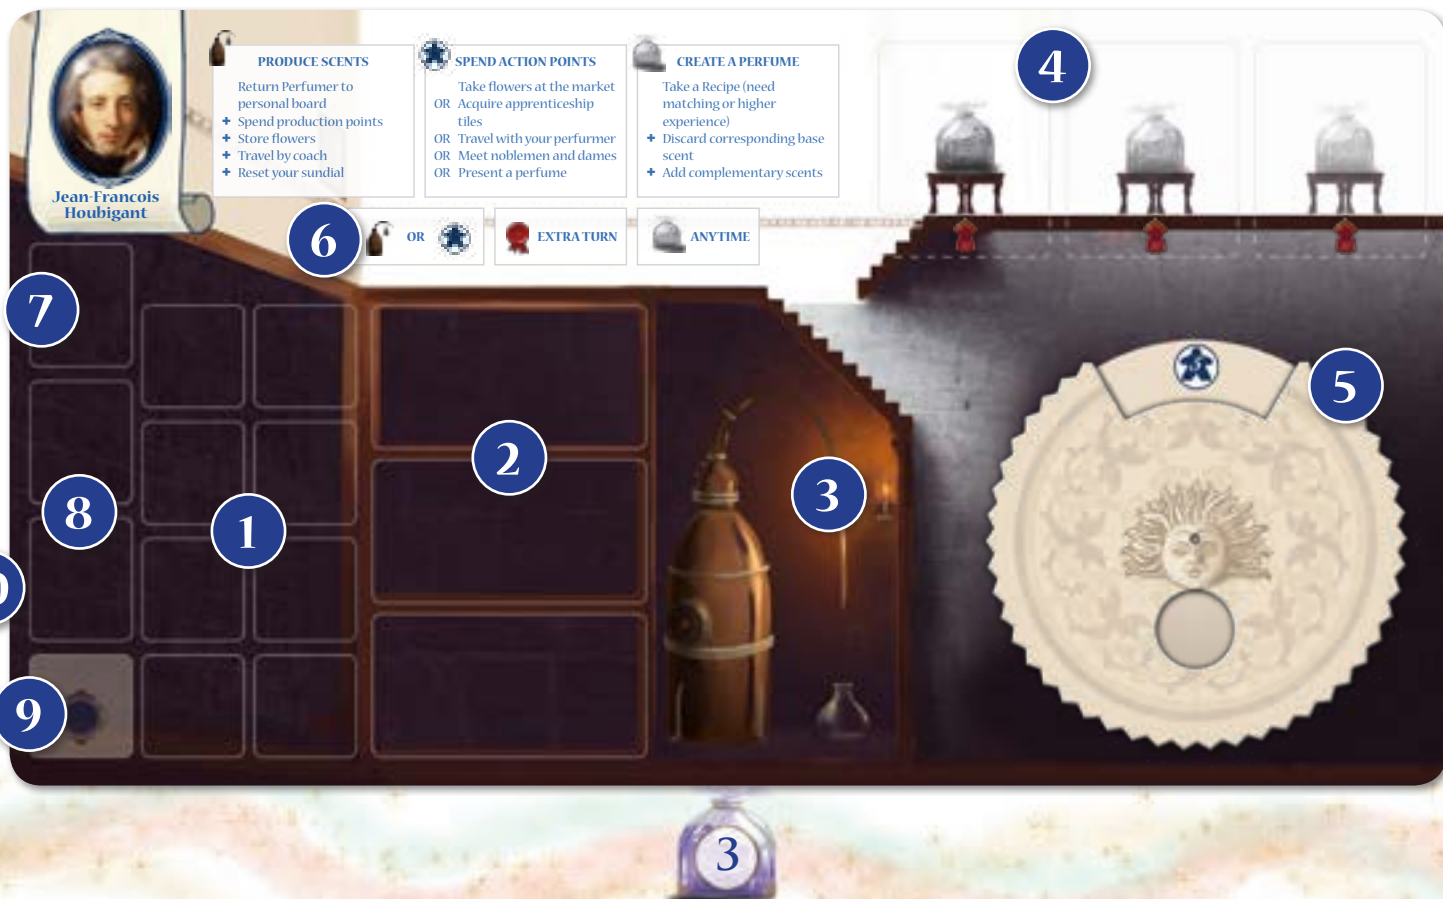 Jean-Francois
Houbigant
PRODUCE SCENTS
Return Perfumer to
personal board
+ Spend production points
+ Store flowers
+ Travel by coach
+ Reset your sundial
SPEND ACTION POINTS
Take flowers at the market
OR Acquire apprenticeship
tiles
OR Travel with your perfurmer
OR Meet noblemen and dames
OR Present a perfume
CREATE A PERFUME
Take a Recipe (need
matching or higher
experience)
+ Discard corresponding base
scent
+ Add complementary scents
4
6
OR
EXTRA TURN
ANYTIME
7
5
2
3
8
1
0
9
3